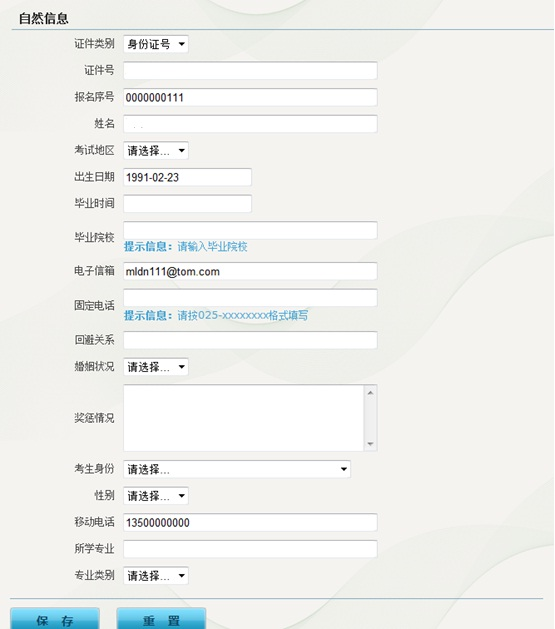 自然信息
证件类别 身份证号
证件号
报名序号 0000000111
姓名
考试地区 请选择...
出生日期 1991-02-23
毕业时间
毕业院校
提示信息：请输入毕业院校
电子信箱 mldn111@tom.com
固定电话
提示信息：请按025-xxxxxxxx格式填写
回避关系
婚姻状况 请选择...
奖惩情况
考生身份 请选择...
性别 请选择...
移动电话 13500000000
所学专业
专业类别 请选择...
保 存 重 置